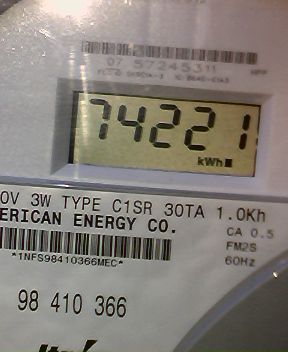 07 57245311
74221
kWh
0V 3W TYPE C1SR 30TA 1.0Kh
ERICAN ENERGY CO.
CA 0.5
FM2S
*1NFS98410366MEC*
60Hz
98 410 366